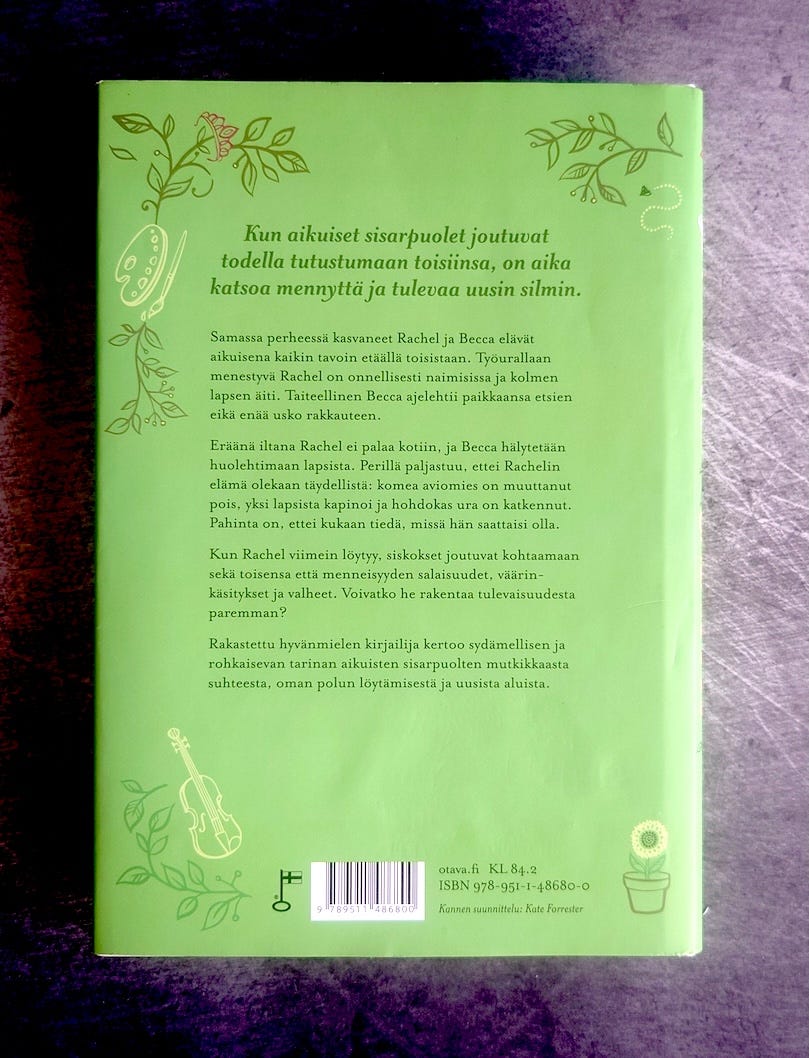 Kun aikuiset sisarpuolet joutuvat
todella tutustumaan toisiinsa, on aika
katsoa mennyttä ja tulevaa uusin silmin.
Samassa perheessä kasvaneet Rachel ja Becca elävät
aikuisena kaikin tavoin etäällä toisistaan. Työurallaan
menestyvä Rachel on onnellisesti naimisissa ja kolmen
lapsen äiti. Taiteellinen Becca ajelehtii paikkaansa etsien
eikä enää usko rakkauteen.
Eräänä iltana Rachel ei palaa kotiin, ja Becca hälytetään
huolehtimaan lapsista. Perillä paljastuu, ettei Rachelin
elämä olekaan täydellistä: komea aviomies on muuttanut
pois, yksi lapsista kapinoi ja hohdokas ura on katkennut.
Pahinta on, ettei kukaan tiedä, missä hän saattaisi olla.
Kun Rachel viimein löytyy, siskokset joutuvat kohtaamaan
sekä toisensa että menneisyyden salaisuudet, väärin-
käsitykset ja valheet. Voivatko he rakentaa tulevaisuudesta
paremman?
Rakastettu hyvänmielen kirjailija kertoo sydämellisen ja
rohkaisevan tarinan aikuisten sisarpuolten mutkikkaasta
suhteesta, oman polun löytämisestä ja uusista aluista.
otava.fi KL 84.2
ISBN 978-951-1-48680-0
Kannen suunnittelu: Kate Forrester
9 789511 486800